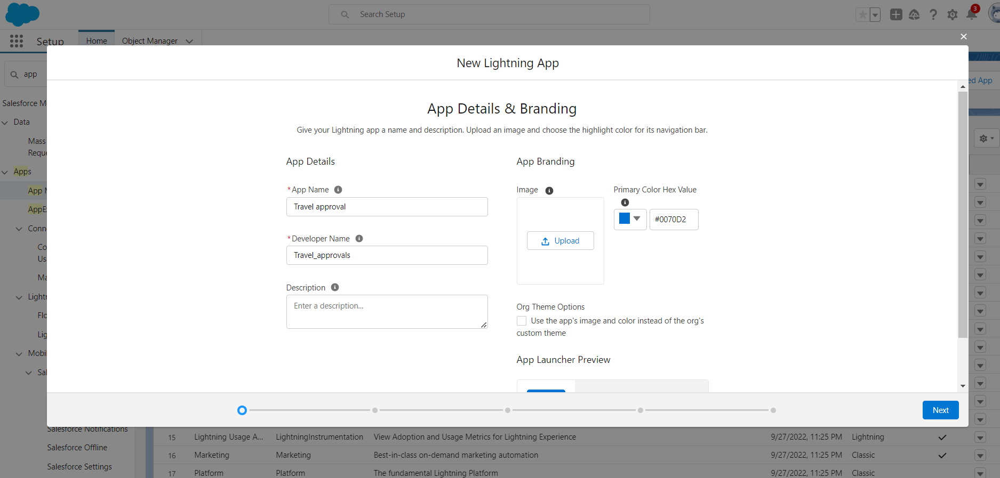 Search Setup
3
Setup
Home
Object Manager
New Lightning App
app
ed App
Salesforce M
App Details & Branding
Data
Give your Lightning app a name and description. Upload an image and choose the highlight color for its navigation bar.
Mass
Reque
App Details
App Branding
Apps
*App Name
Image
Primary Color Hex Value
App
Travel approval
AppEx
#0070D2
Conn
*Developer Name
Upload
Co
Travel_approvals
Us
Ma
Description
Lightn
Enter a description...
Org Theme Options
Flo
Use the app's image and color instead of the org's
custom theme
Lig
Mobil
App Launcher Preview
Sal
Next
Salesforce Notifications
15 Lightning Usage A... LightningInstrumentation View Adoption and Usage Metrics for Lightning Experience 9/27/2022, 11:25 PM Lightning
Salesforce Offline
16 Marketing Marketing Best-in-class on-demand marketing automation 9/27/2022, 11:25 PM Classic
Salesforce Settings
17 Platform Platform The fundamental Lightning Platform 9/27/2022, 11:25 PM Classic